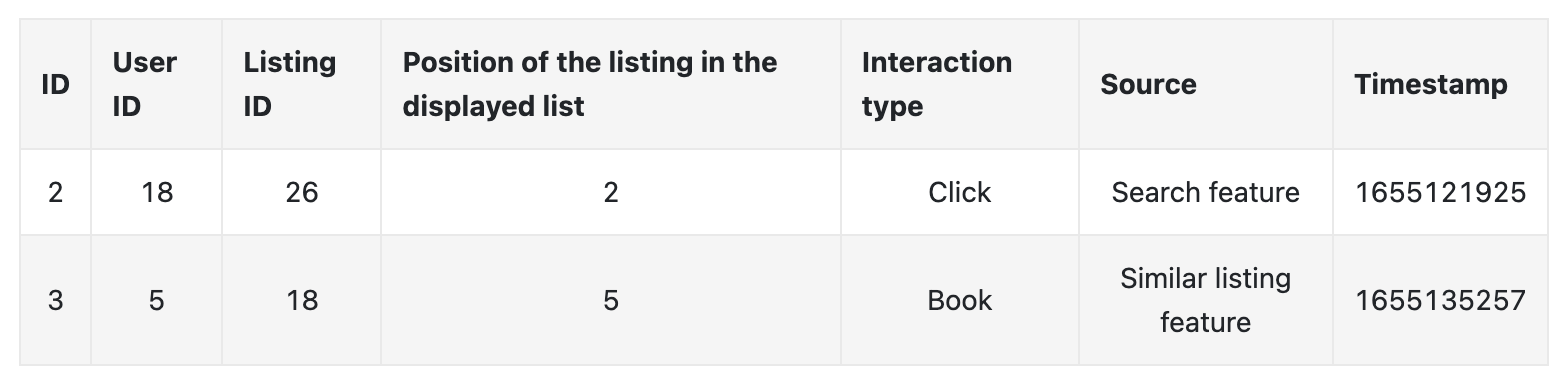 ID User ID Listing ID Position of the listing in the displayed list Interaction type Source Timestamp
2 18 26 2 Click Search feature 1655121925
3 5 18 5 Book Similar listing feature 1655135257